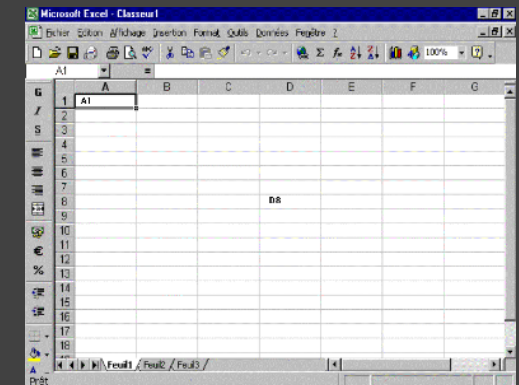 Microsoft Excel - Classeur1
Fichier Edition Affichage Insertion Format Outils Données Fenêtre ?
Σ fx 100% ?
A1 =
A B C D E F G
G
1 A1
I
2
S
3
4
5
6
7
8 D8
9
10
11
€
12
%
13
14
15
16
17
18
Feuil1 Feuil2 Feuil3
A
Prêt